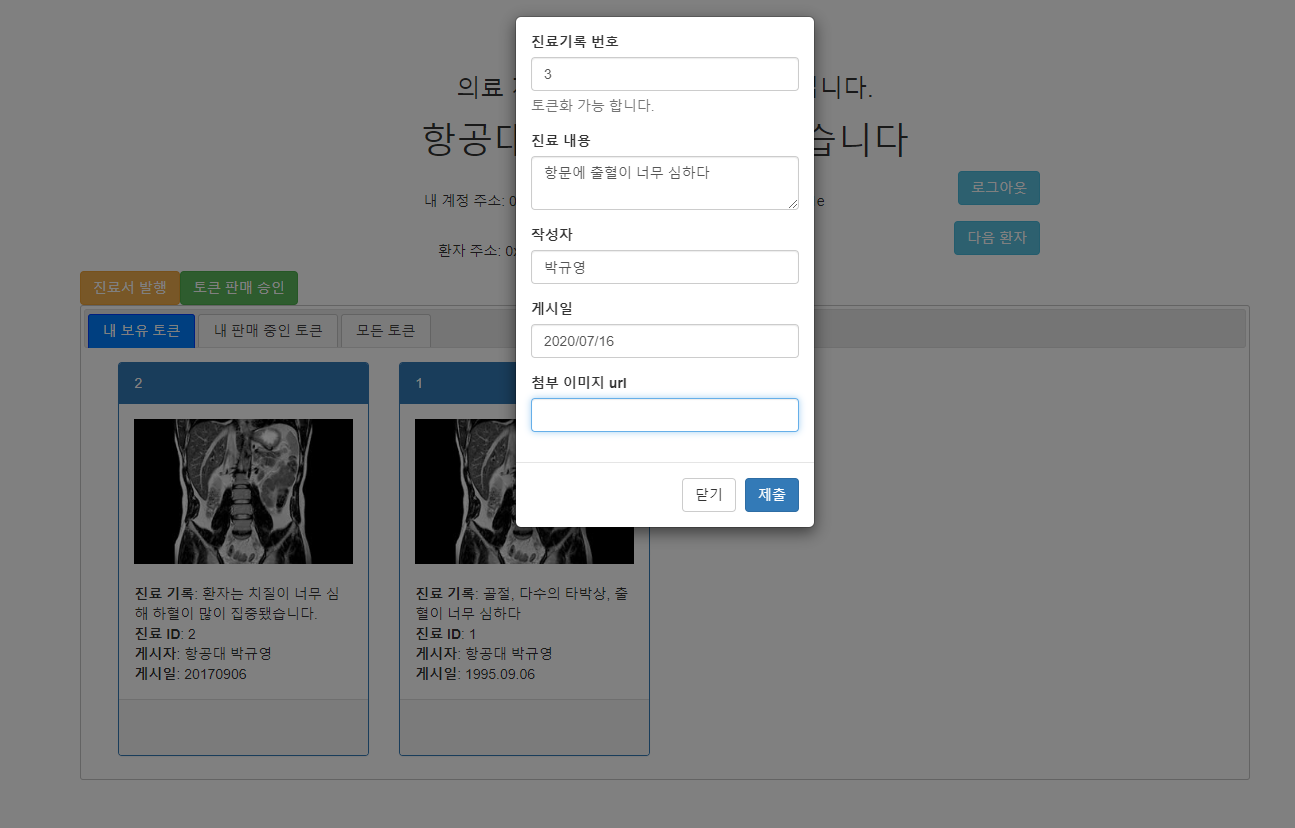 진료기록 번호
3
토큰화 가능 합니다.
진료 내용
항문에 출혈이 너무 심하다
작성자
박규영
게시일
2020/07/16
첨부 이미지 url
닫기 제출
의료 니다.
항공대 습니다
내 계정 주소: 0 e
로그아웃
환자 주소: 0x
다음 환자
진료서 발행 토큰 판매 승인
내 보유 토큰 내 판매 중인 토큰 모든 토큰
2
진료 기록: 환자는 치질이 너무 심
해 하혈이 많이 집중됐습니다.
진료 ID: 2
게시자: 항공대 박규영
게시일: 20170906
1
진료 기록: 골절, 다수의 타박상, 출
혈이 너무 심하다
진료 ID: 1
게시자: 항공대 박규영
게시일: 1995.09.06